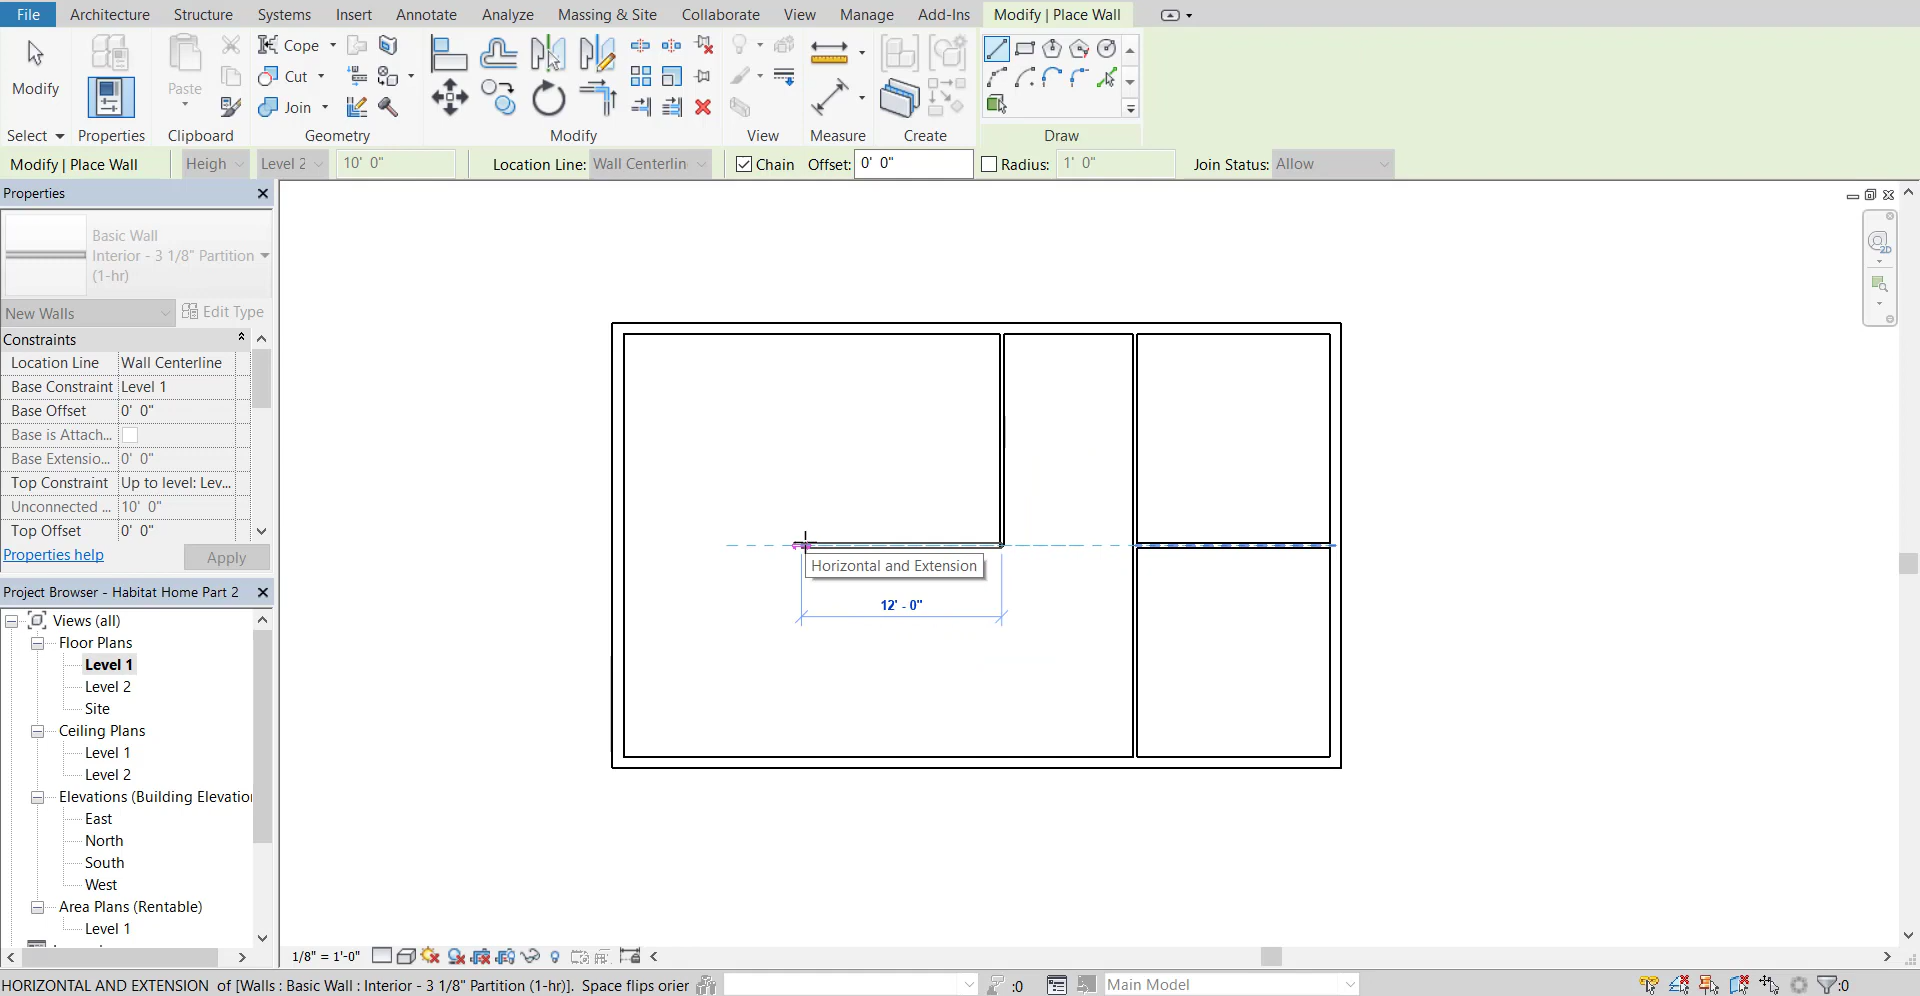 File Architecture Structure Systems Insert Annotate Analyze Massing & Site Collaborate View Manage Add-Ins Modify | Place Wall
Modify
Paste
Cope
Cut
Join
Select Properties Clipboard Geometry Modify View Measure Create Draw
Modify | Place Wall Heigh Level 2 10' 0" Location Line: Wall Centerlin Chain Offset: 0' 0" Radius: 1' 0" Join Status: Allow
Properties
Basic Wall
Interior - 3 1/8" Partition
(1-hr)
New Walls Edit Type
Constraints
Location Line Wall Centerline
Base Constraint Level 1
Base Offset 0' 0"
Base is Attach...
Base Extensio... 0' 0"
Top Constraint Up to level: Lev...
Unconnected ... 10' 0"
Top Offset 0' 0"
Properties help Apply
Project Browser - Habitat Home Part 2
Views (all)
Floor Plans
Level 1
Level 2
Site
Ceiling Plans
Level 1
Level 2
Elevations (Building Elevatio
East
North
South
West
Area Plans (Rentable)
Level 1
2D
Horizontal and Extension
12' - 0"
1/8" = 1'-0"
HORIZONTAL AND EXTENSION of [Walls : Basic Wall : Interior - 3 1/8" Partition (1-hr)]. Space flips orier :0 Main Model :0